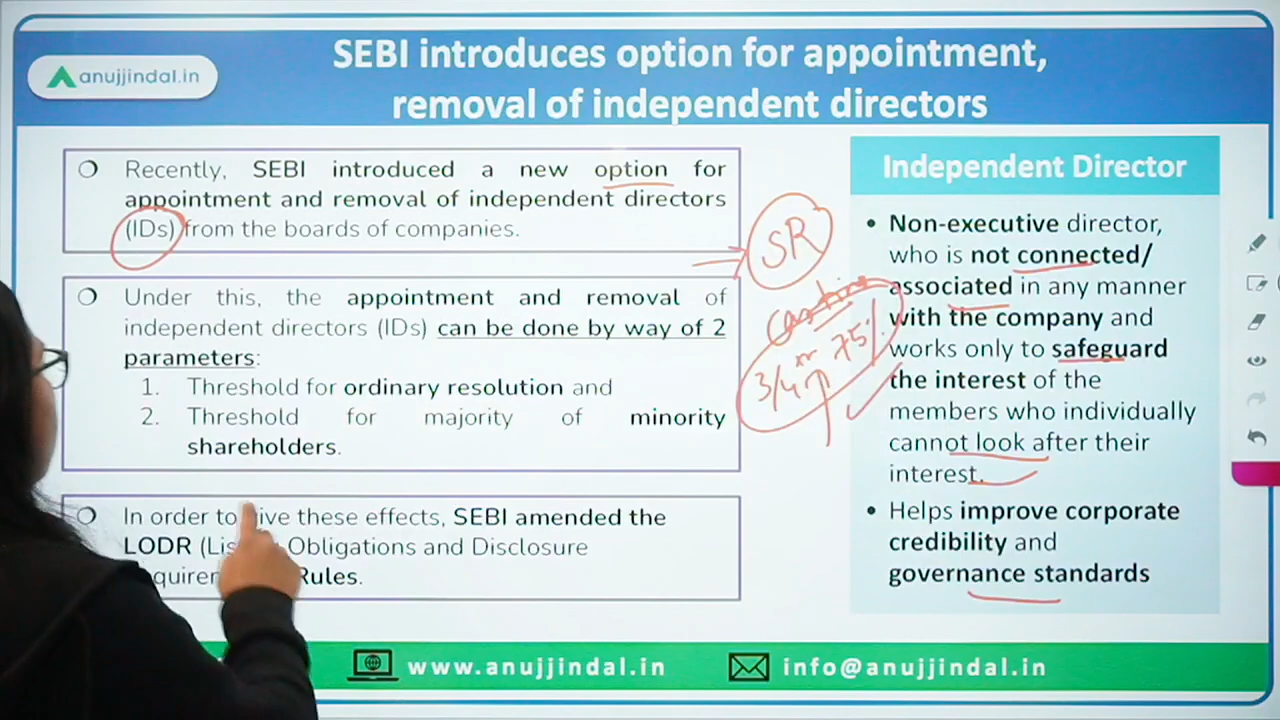 SEBI introduces option for appointment,
removal of independent directors
anujjindal.in
Recently, SEBI introduced a new option for
appointment and removal of independent directors
(IDs) from the boards of companies.
Under this, the appointment and removal of
independent directors (IDs) can be done by way of 2
parameters:
1. Threshold for ordinary resolution and
2. Threshold for majority of minority
shareholders.
In order to give these effects, SEBI amended the
LODR Obligations and Disclosure
Rules.
SR
3/4 or 75%
Independent Director
• Non-executive director,
who is not connected/
associated in any manner
with the company and
works only to safeguard
the interest of the
members who individually
cannot look after their
interest.
• Helps improve corporate
credibility and
governance standards
www.anujjindal.in
info@anujjindal.in